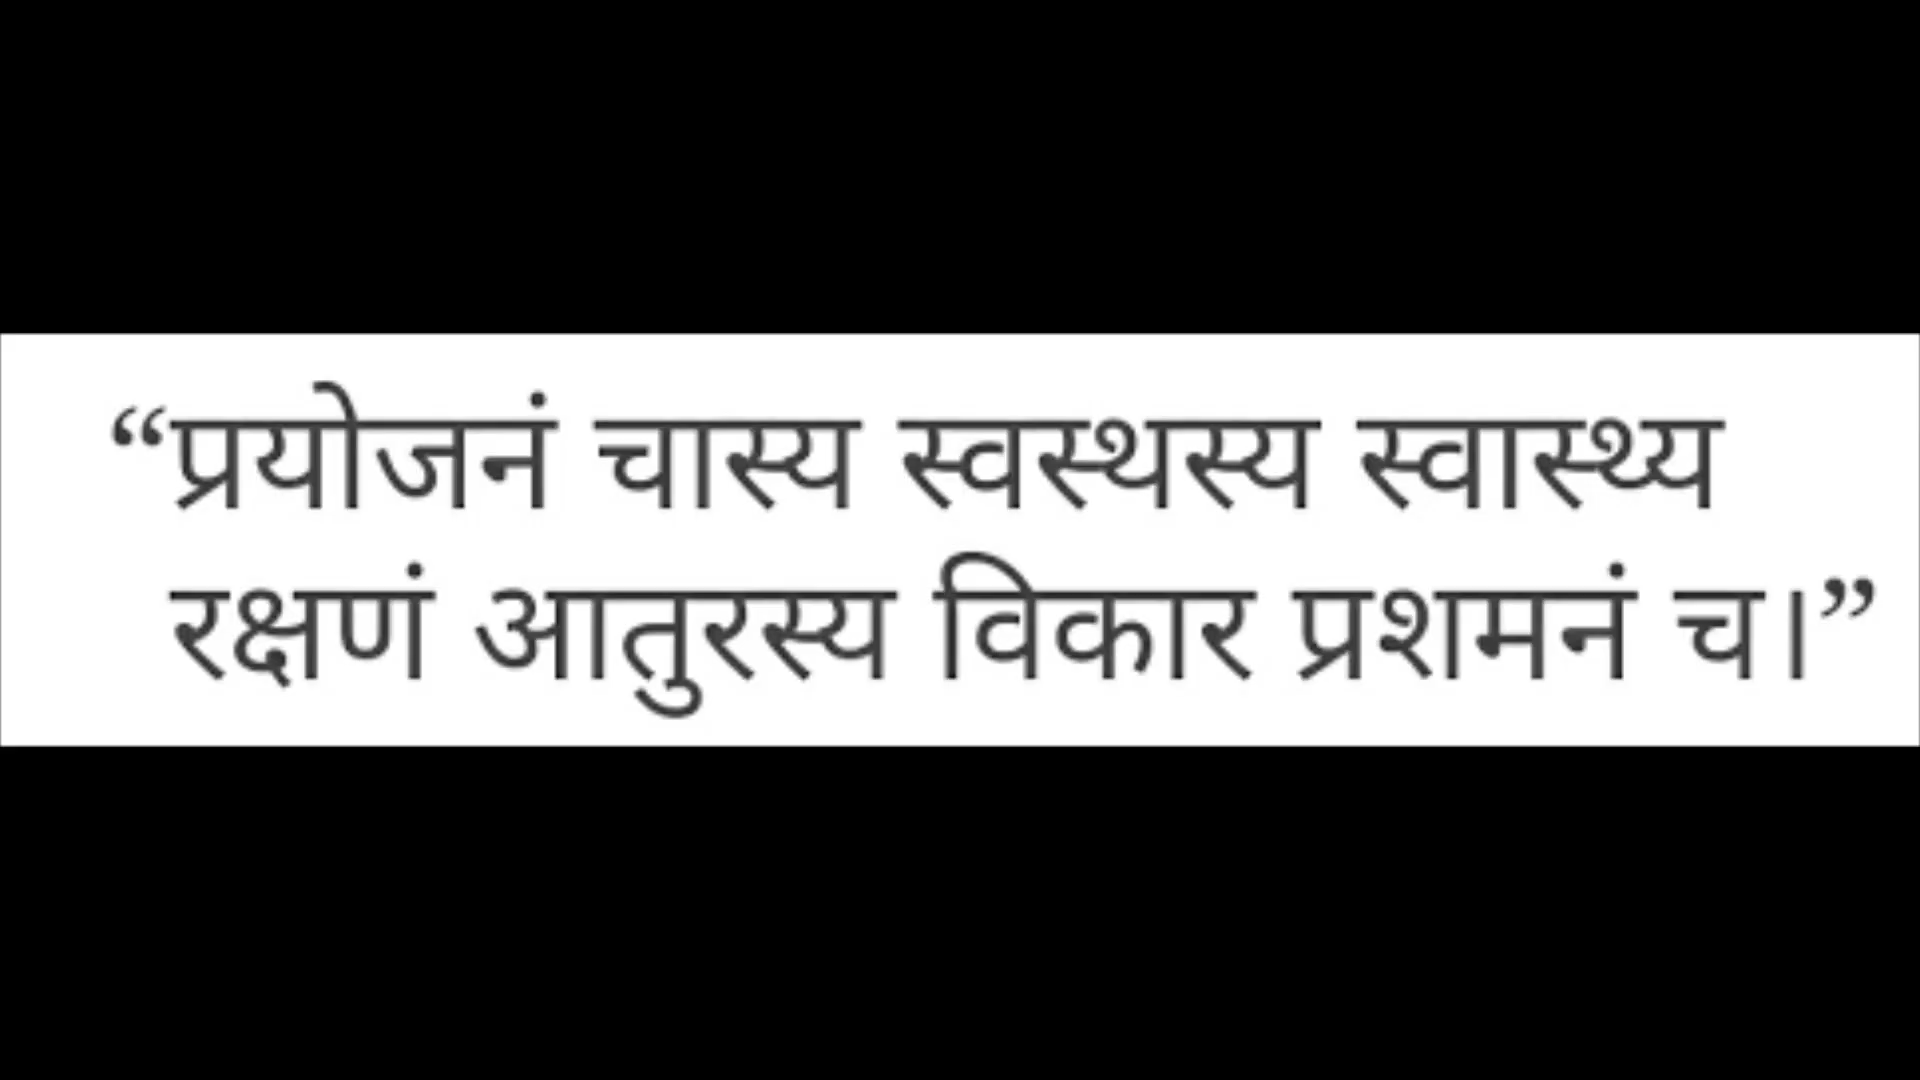 “प्रयोजनं चास्य स्वस्थस्य स्वास्थ्य
रक्षणं आतुरस्य विकार प्रशमनं च।”